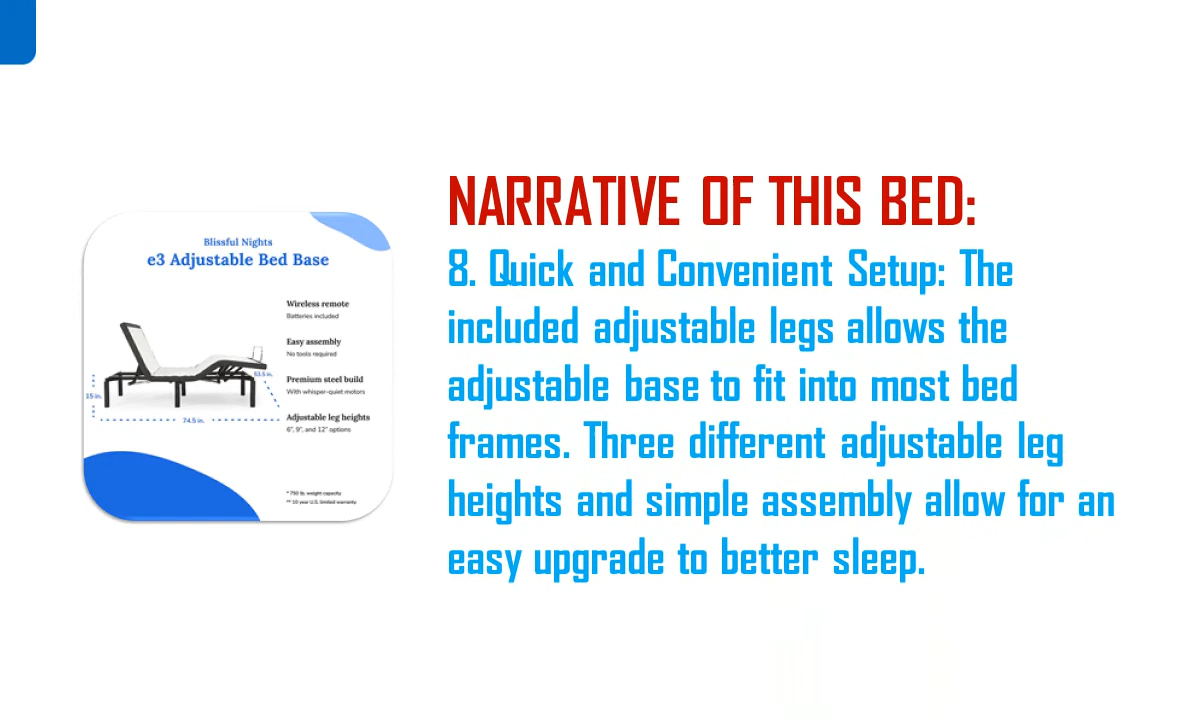 NARRATIVE OF THIS BED:
8. Quick and Convenient Setup: The
included adjustable legs allows the
adjustable base to fit into most bed
frames. Three different adjustable leg
heights and simple assembly allow for an
easy upgrade to better sleep.
Blissful Nights
e3 Adjustable Bed Base
Wireless remote
Batteries included
Easy assembly
No tools required
Premium steel build
With whisper-quiet motors
Adjustable leg heights
6", 9", and 12" options
53.5 in.
15 in.
74.5 in.
* 750 lb. weight capacity
** 10 year U.S. limited warranty